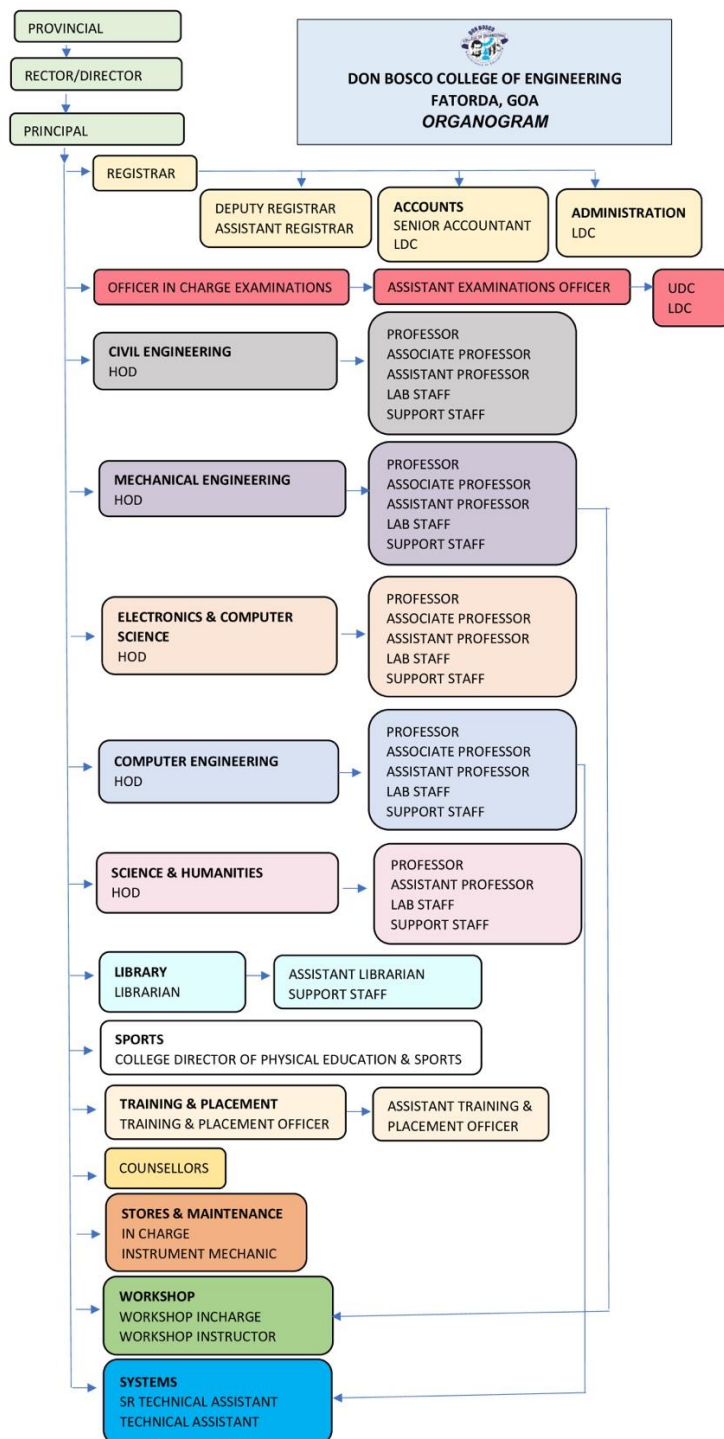 PROVINCIAL
RECTOR/DIRECTOR
PRINCIPAL
DON BOSCO
DON BOSCO COLLEGE OF ENGINEERING
FATORDA, GOA
ORGANOGRAM
REGISTRAR
DEPUTY REGISTRAR
ASSISTANT REGISTRAR
ACCOUNTS
SENIOR ACCOUNTANT
LDC
ADMINISTRATION
LDC
OFFICER IN CHARGE EXAMINATIONS
ASSISTANT EXAMINATIONS OFFICER
UDC
LDC
CIVIL ENGINEERING
HOD
PROFESSOR
ASSOCIATE PROFESSOR
ASSISTANT PROFESSOR
LAB STAFF
SUPPORT STAFF
MECHANICAL ENGINEERING
HOD
PROFESSOR
ASSOCIATE PROFESSOR
ASSISTANT PROFESSOR
LAB STAFF
SUPPORT STAFF
ELECTRONICS & COMPUTER
SCIENCE
HOD
PROFESSOR
ASSOCIATE PROFESSOR
ASSISTANT PROFESSOR
LAB STAFF
SUPPORT STAFF
COMPUTER ENGINEERING
HOD
PROFESSOR
ASSOCIATE PROFESSOR
ASSISTANT PROFESSOR
LAB STAFF
SUPPORT STAFF
SCIENCE & HUMANITIES
HOD
PROFESSOR
ASSISTANT PROFESSOR
LAB STAFF
SUPPORT STAFF
LIBRARY
LIBRARIAN
ASSISTANT LIBRARIAN
SUPPORT STAFF
SPORTS
COLLEGE DIRECTOR OF PHYSICAL EDUCATION & SPORTS
TRAINING & PLACEMENT
TRAINING & PLACEMENT OFFICER
ASSISTANT TRAINING &
PLACEMENT OFFICER
COUNSELLORS
STORES & MAINTENANCE
IN CHARGE
INSTRUMENT MECHANIC
WORKSHOP
WORKSHOP INCHARGE
WORKSHOP INSTRUCTOR
SYSTEMS
SR TECHNICAL ASSISTANT
TECHNICAL ASSISTANT